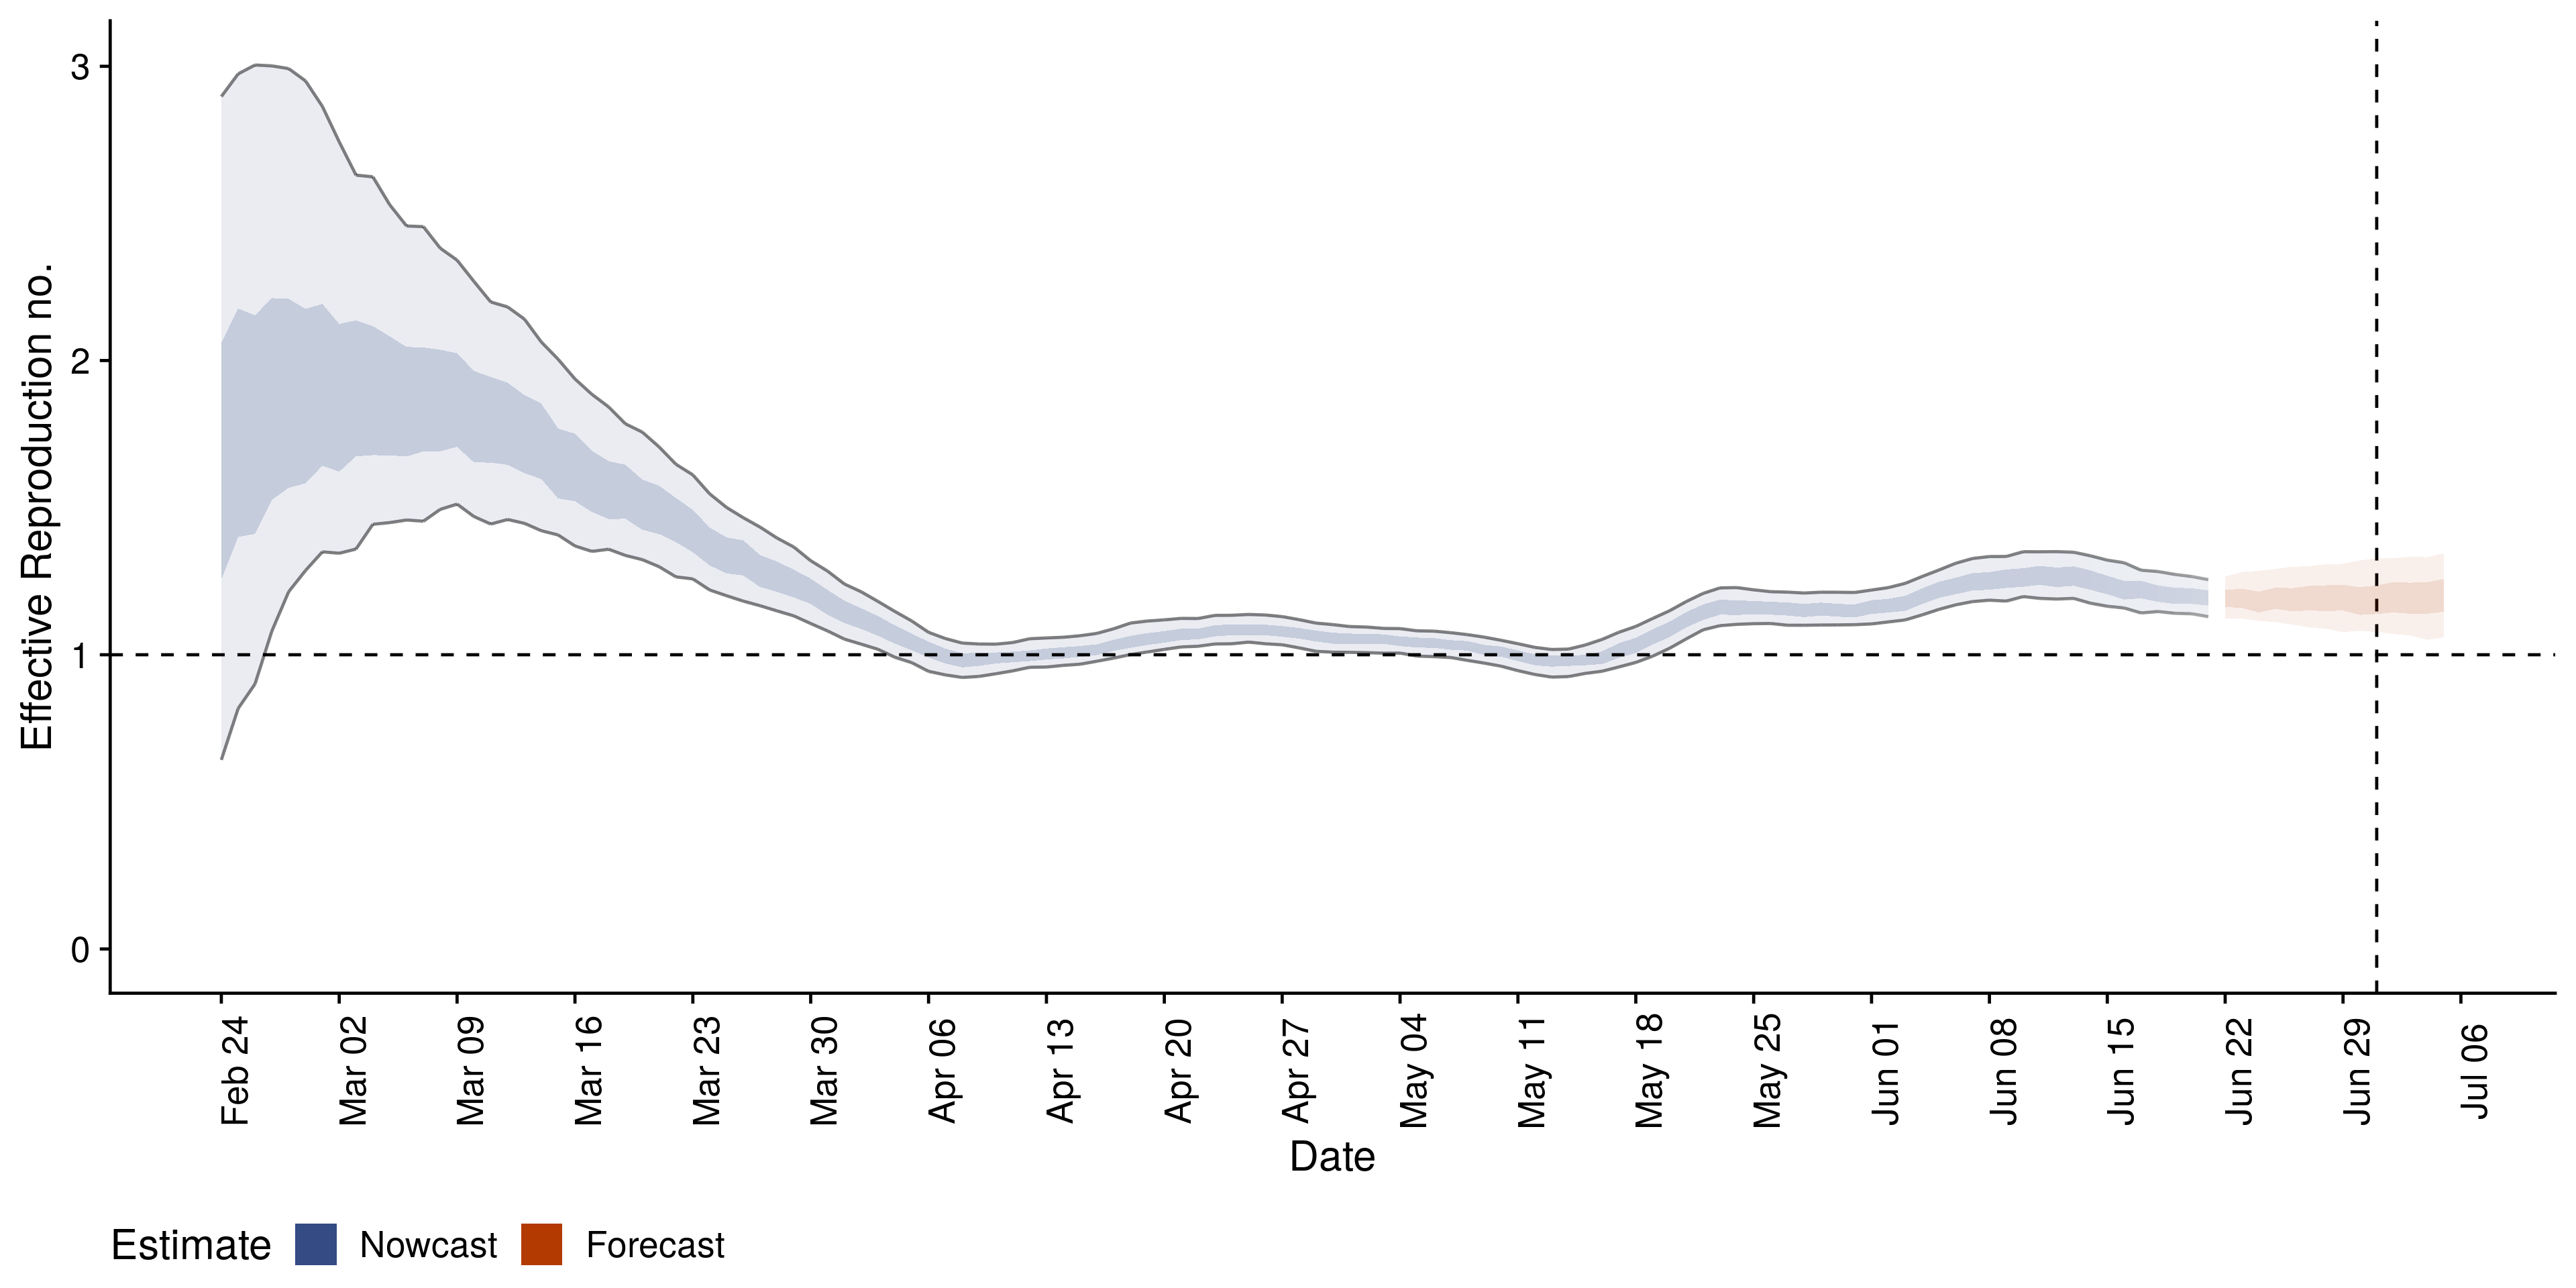 Effective Reproduction no.
3
2
1
0
Feb 24
Mar 02
Mar 09
Mar 16
Mar 23
Mar 30
Apr 06
Apr 13
Apr 20
Apr 27
May 04
May 11
May 18
May 25
Jun 01
Jun 08
Jun 15
Jun 22
Jun 29
Jul 06
Date
Estimate Nowcast Forecast